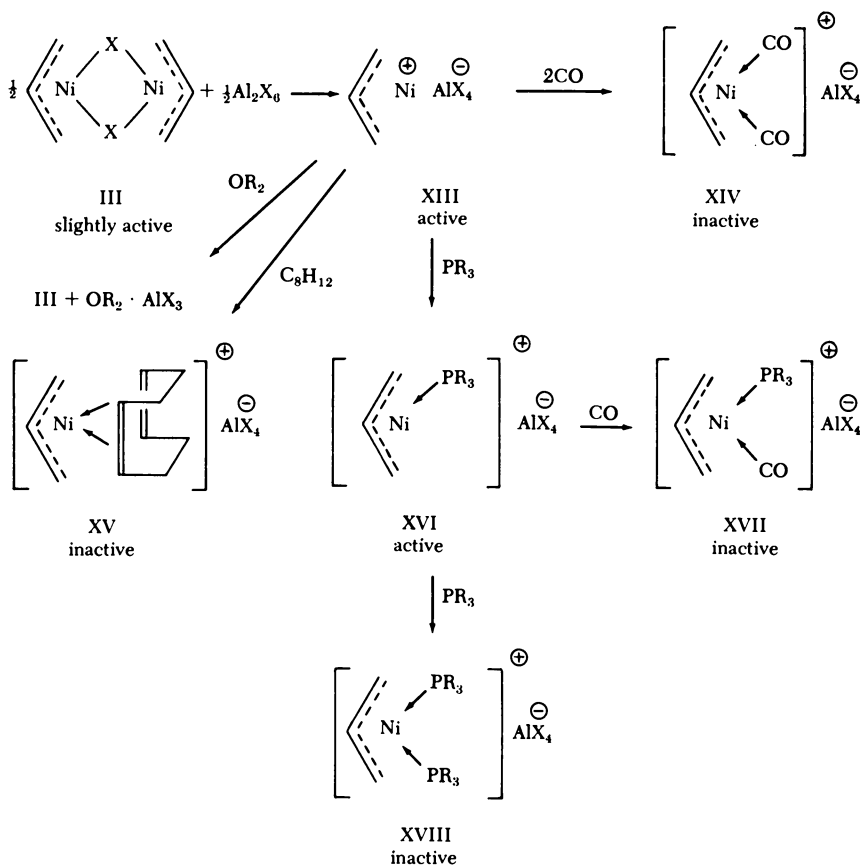 ½ Ni X X Ni + ½Al₂X₆ → Ni ⊕ AlX₄ ⊖ 2CO → [Ni CO CO] ⊕ AlX₄ ⊖
III
slightly active
XIII
active
XIV
inactive
OR₂
C₈H₁₂
PR₃
III + OR₂ · AlX₃
[Ni] ⊕ AlX₄ ⊖
[Ni PR₃] ⊕ AlX₄ ⊖ CO → [Ni PR₃ CO] ⊕ AlX₄ ⊖
XV
inactive
XVI
active
XVII
inactive
PR₃
[Ni PR₃ PR₃] ⊕ AlX₄ ⊖
XVIII
inactive